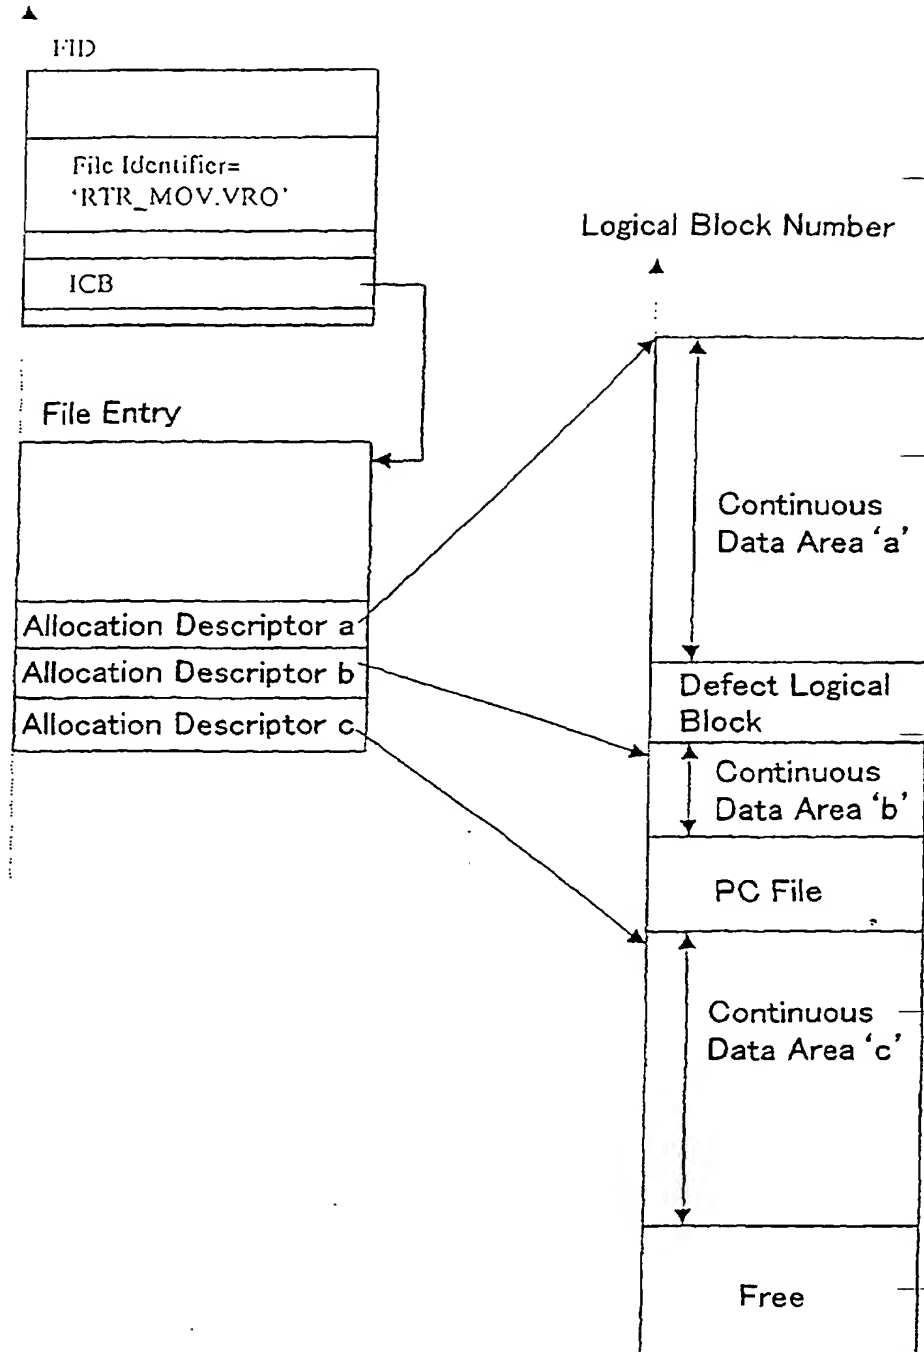 FID
File Identifier=
‘RTR_MOV.VRO’
ICB
File Entry
Allocation Descriptor a
Allocation Descriptor b
Allocation Descriptor c
Logical Block Number
Continuous
Data Area ‘a’
Defect Logical
Block
Continuous
Data Area ‘b’
PC File
Continuous
Data Area ‘c’
Free